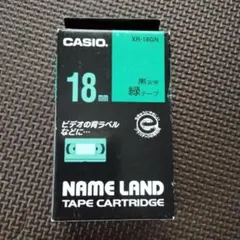 CASIO.
XR-18GN
18mm
黒文字
緑テープ
ビデオの背ラベル
などに…
NAME LAND
TAPE CARTRIDGE